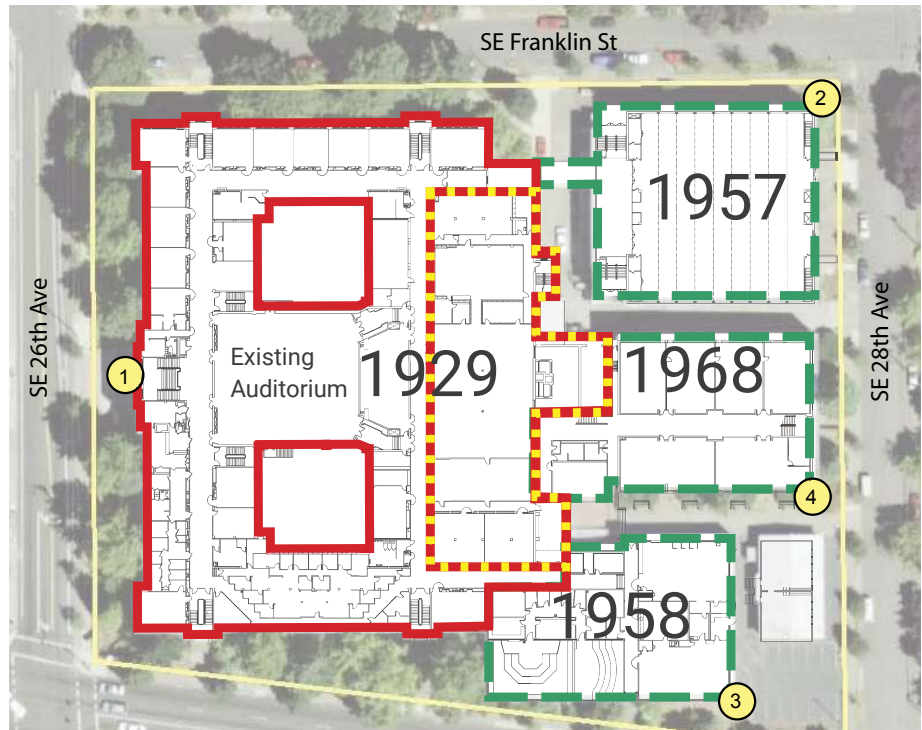 SE Franklin St
2
1957
SE 26th Ave
SE 28th Ave
1
Existing
Auditorium
1929
1968
4
1958
3